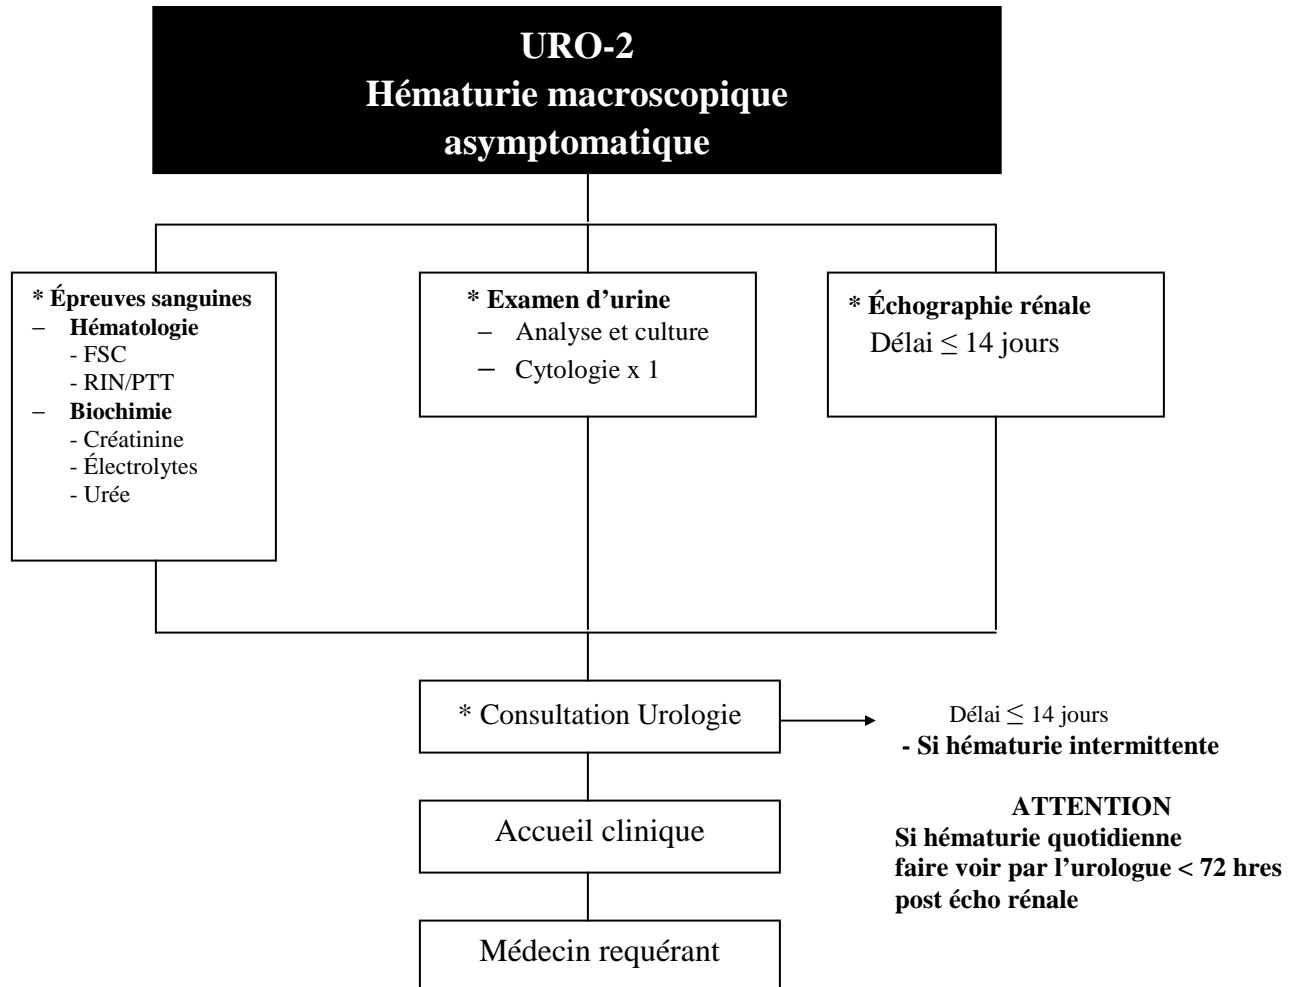 URO-2
Hématurie macroscopique
asymptomatique
* Épreuves sanguines
– Hématologie
- FSC
- RIN/PTT
– Biochimie
- Créatinine
- Électrolytes
- Urée
* Examen d’urine
– Analyse et culture
– Cytologie x 1
* Échographie rénale
Délai ≤ 14 jours
* Consultation Urologie
Délai ≤ 14 jours
- Si hématurie intermittente
ATTENTION
Si hématurie quotidienne
faire voir par l’urologue < 72 hres
post écho rénale
Accueil clinique
Médecin requérant